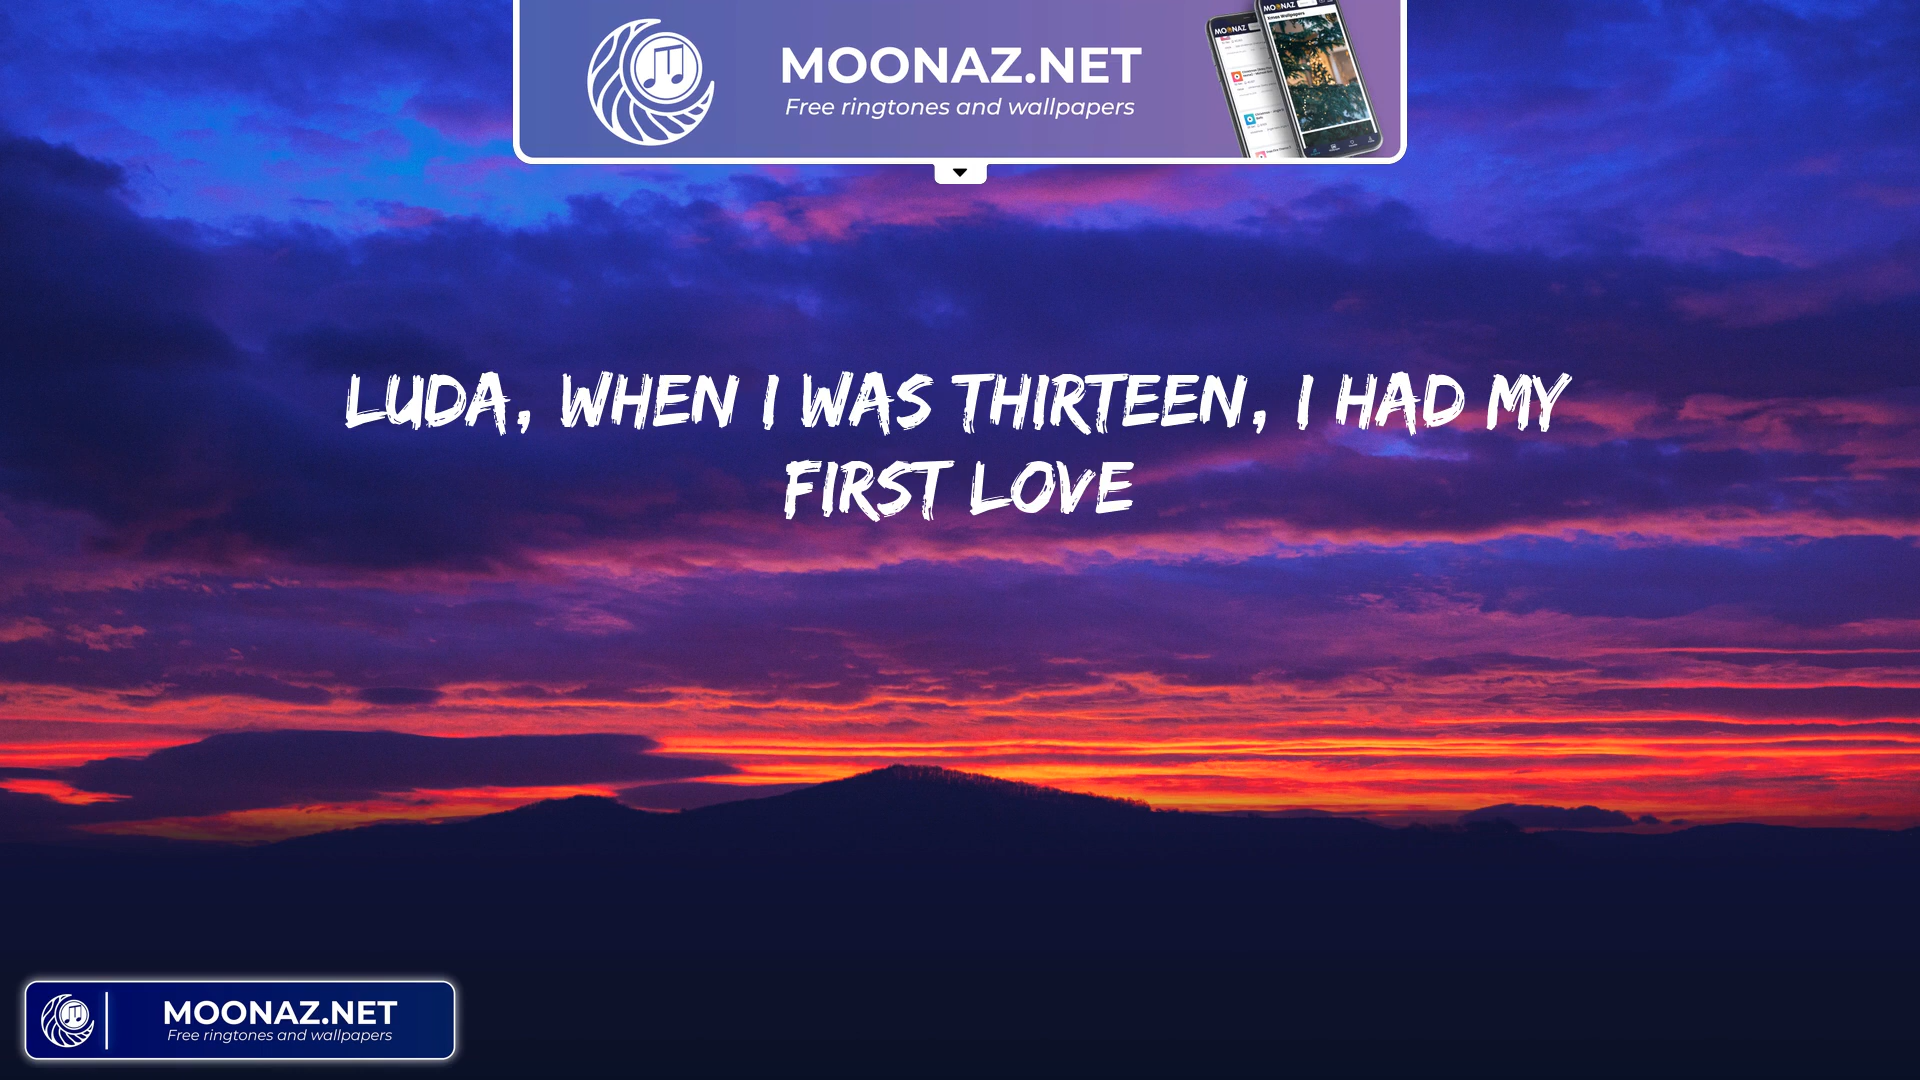 MOONAZ.NET
Free ringtones and wallpapers
LUDA, WHEN I WAS THIRTEEN, I HAD MY
FIRST LOVE
MOONAZ.NET
Free ringtones and wallpapers